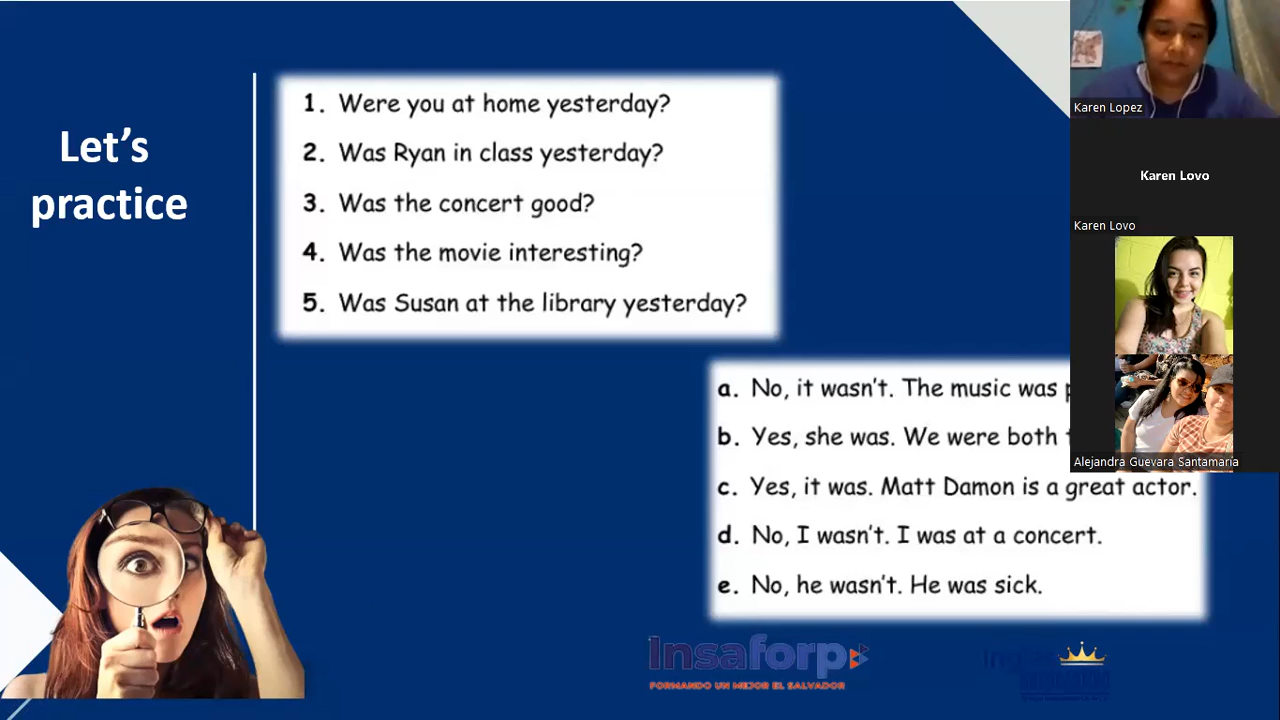 Let's
practice
1. Were you at home yesterday?
2. Was Ryan in class yesterday?
3. Was the concert good?
4. Was the movie interesting?
5. Was Susan at the library yesterday?
a. No, it wasn't. The music was
b. Yes, she was. We were both
c. Yes, it was. Matt Damon is a great actor.
d. No, I wasn't. I was at a concert.
e. No, he wasn't. He was sick.
Insaforp
FORMANDO UN MEJOR EL SALVADOR
Karen Lopez
Karen Lovo
Karen Lovo
Alejandra Guevara Santamaría